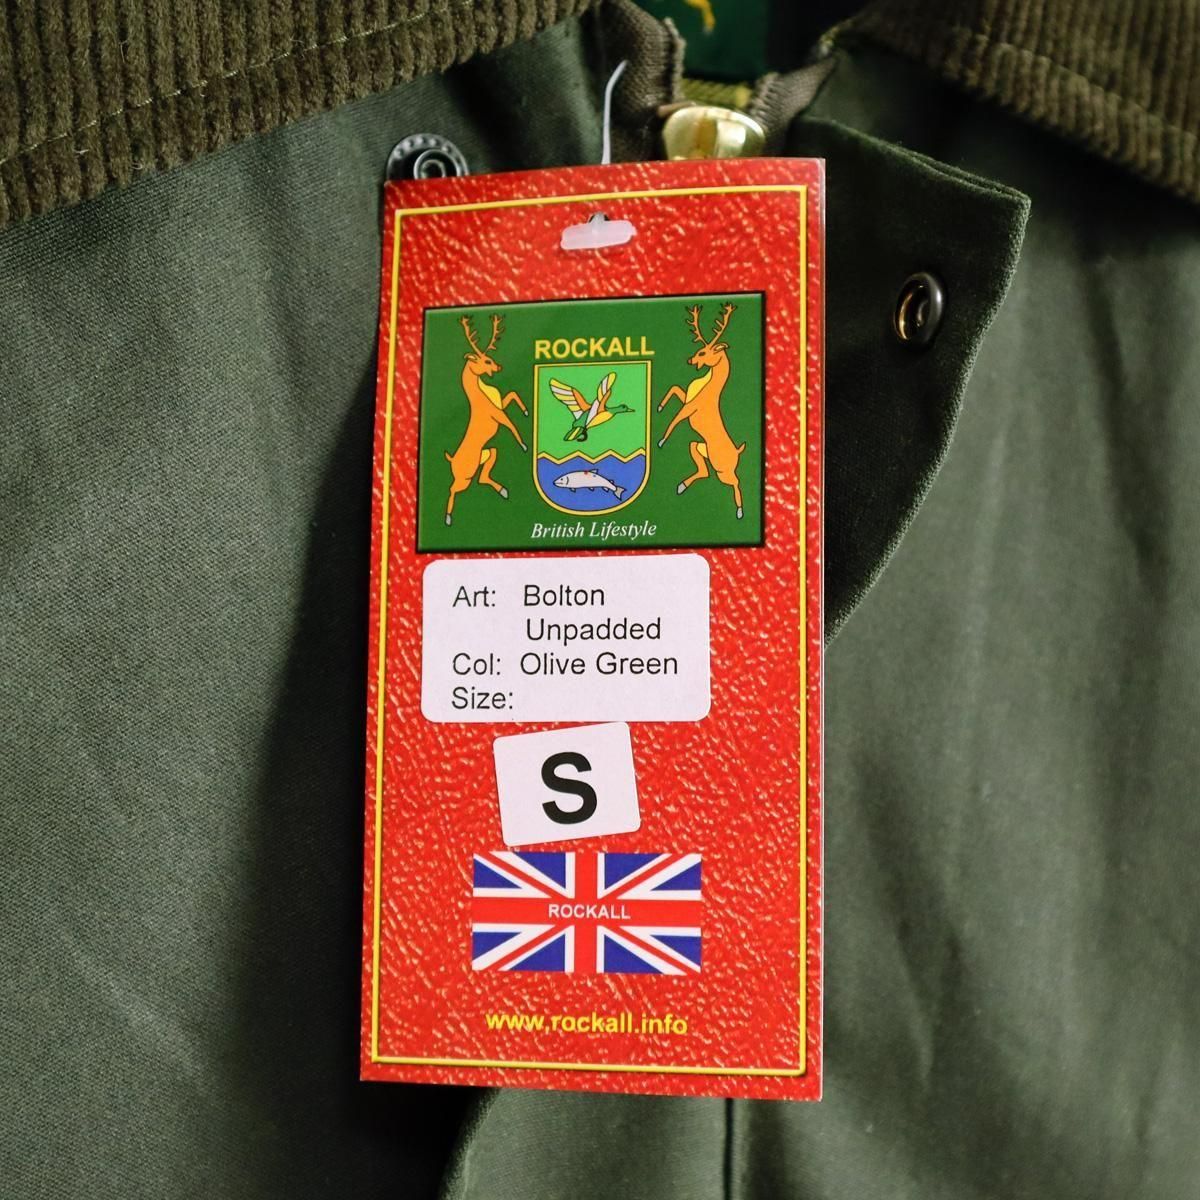 ROCKALL
British Lifestyle
Art: Bolton
Unpadded
Col: Olive Green
Size:
S
ROCKALL
www.rockall.info